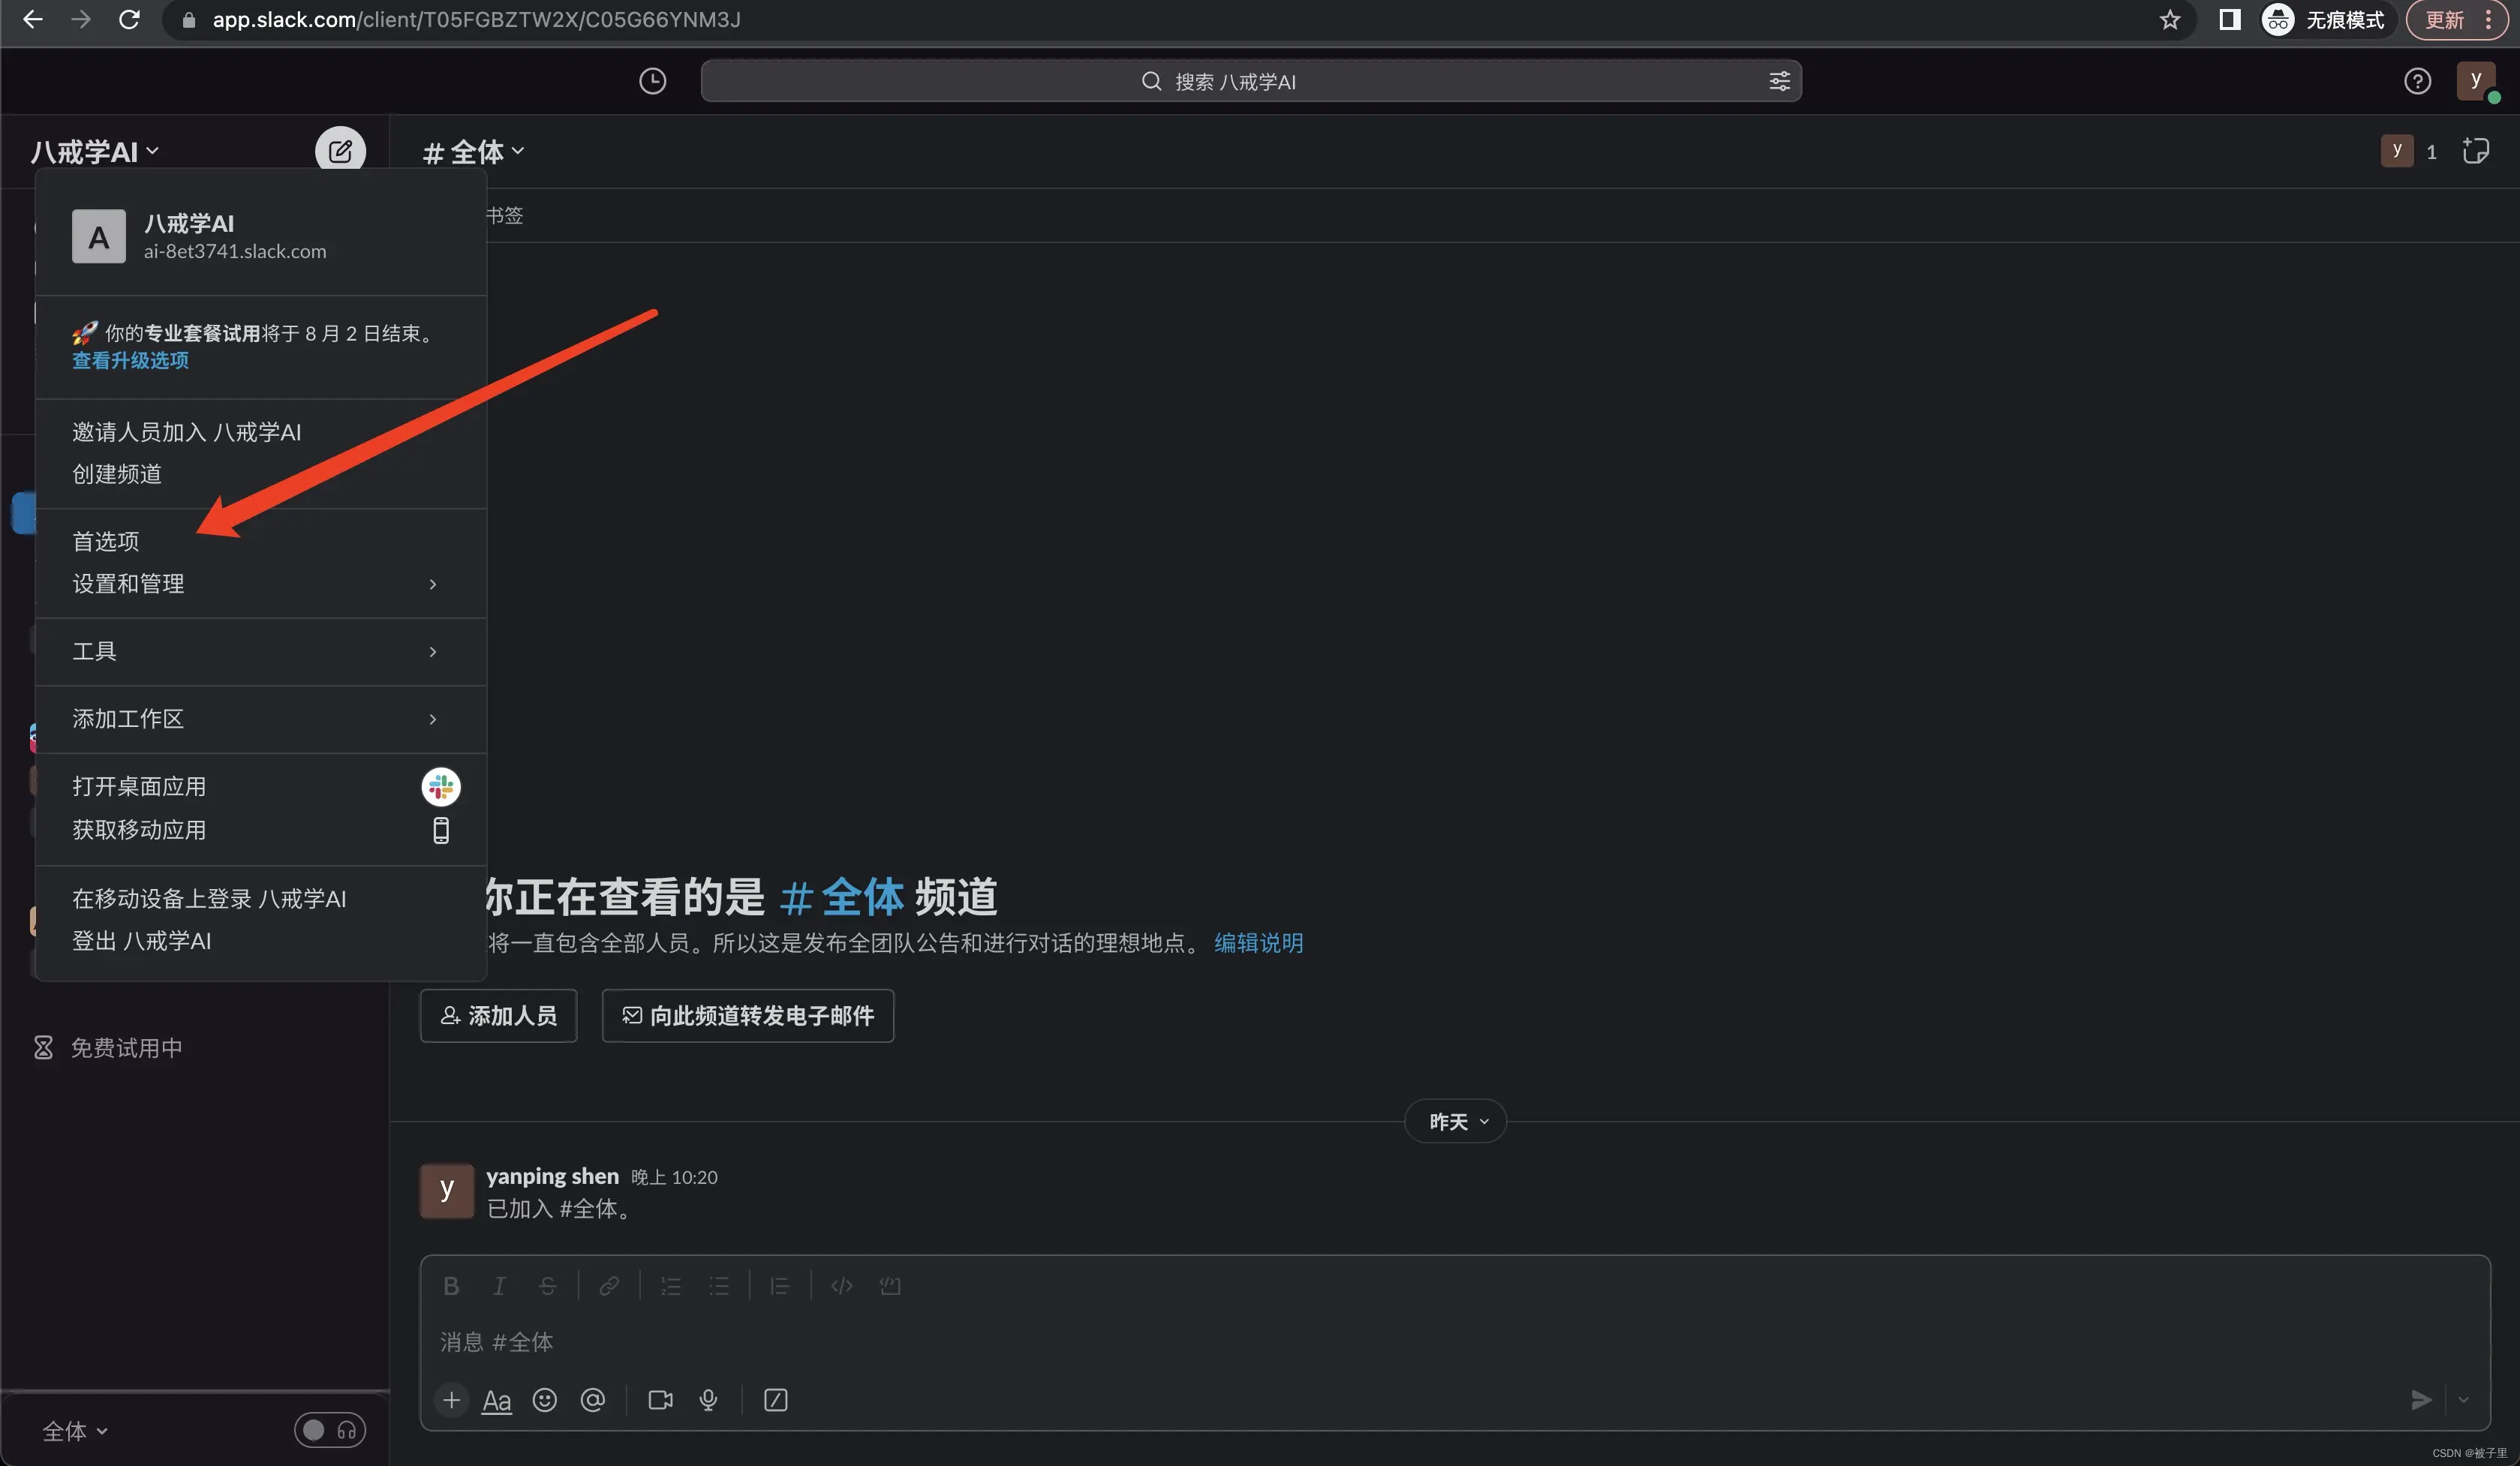 app.slack.com/client/T05FGBZTW2X/C05G66YNM3J
无痕模式
更新
搜索 八戒学AI
y
八戒学AI
# 全体
y 1
书签
A
八戒学AI
ai-8et3741.slack.com
你的专业套餐试用将于 8 月 2 日结束。
查看升级选项
邀请人员加入 八戒学AI
创建频道
首选项
设置和管理
工具
添加工作区
打开桌面应用
获取移动应用
在移动设备上登录 八戒学AI
登出 八戒学AI
你正在查看的是 # 全体 频道
将一直包含全部人员。所以这是发布全团队公告和进行对话的理想地点。 编辑说明
添加人员
向此频道转发电子邮件
免费试用中
昨天
y
yanping shen 晚上 10:20
已加入 #全体。
B I S
消息 #全体
Aa
全体
CSDN @被子里